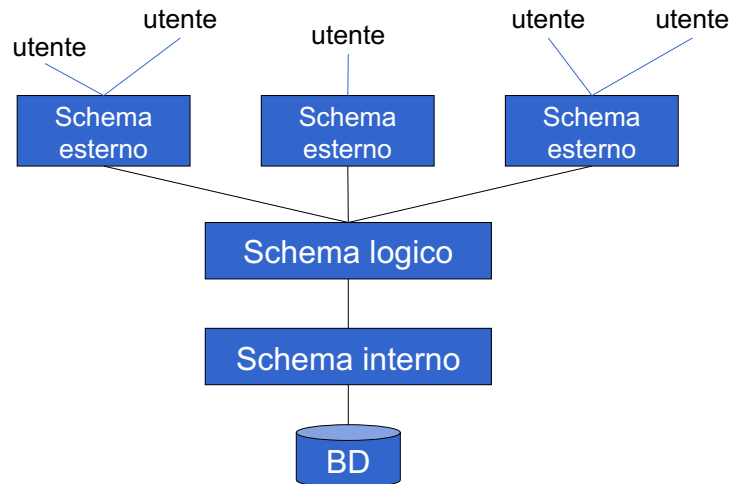 utente
utente
utente
utente
utente
Schema
esterno
Schema
esterno
Schema
esterno
Schema logico
Schema interno
BD